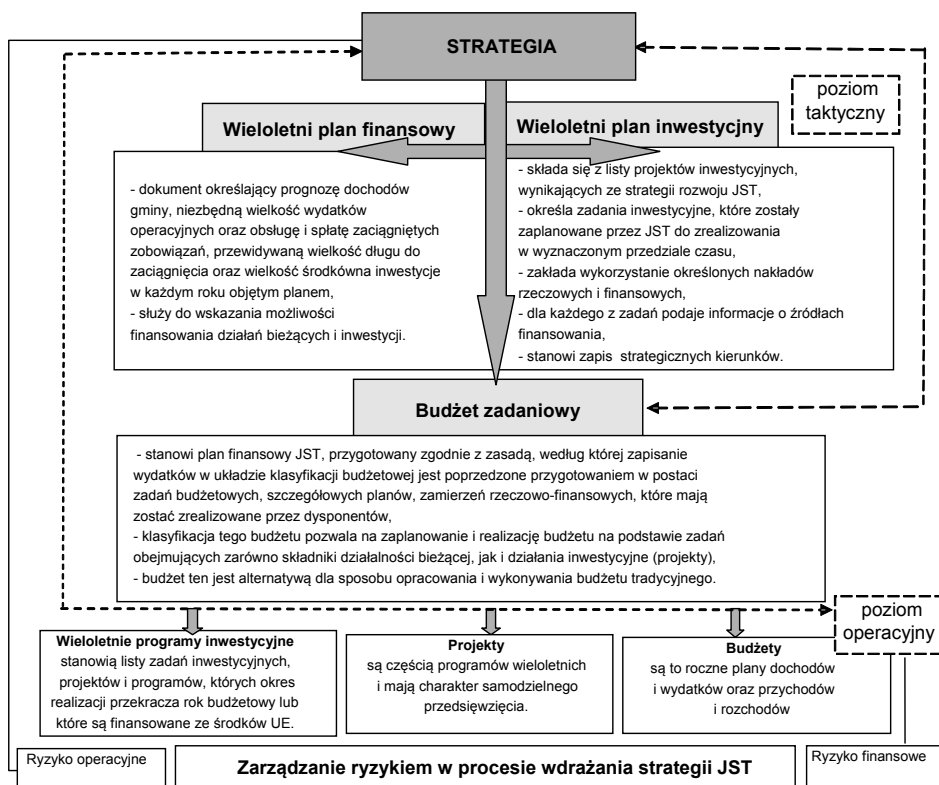 STRATEGIA
poziom
taktyczny
Wieloletni plan finansowy
- dokument określający prognozę dochodów
gminy, niezbędną wielkość wydatków
operacyjnych oraz obsługę i spłatę zaciągniętych
zobowiązań, przewidywaną wielkość długu do
zaciągnięcia oraz wielkość środkówna inwestycje
w każdym roku objętym planem,
- służy do wskazania możliwości
finansowania działań bieżących i inwestycji.
Wieloletni plan inwestycjny
- składa się z listy projektów inwestycyjnych,
wynikających ze strategii rozwoju JST,
- określa zadania inwestycyjne, które zostały
zaplanowane przez JST do zrealizowania
w wyznaczonym przedziale czasu,
- zakłada wykorzystanie określonych nakładów
rzeczowych i finansowych,
- dla każdego z zadań podaje informacje o źródłach
finansowania,
- stanowi zapis strategicznych kierunków.
Budżet zadaniowy
- stanowi plan finansowy JST, przygotowany zgodnie z zasadą, według której zapisanie
wydatków w układzie klasyfikacji budżetowej jest poprzedzone przygotowaniem w postaci
zadań budżetowych, szczegółowych planów, zamierzeń rzeczowo-finansowych, które mają
zostać zrealizowane przez dysponentów,
- klasyfikacja tego budżetu pozwala na zaplanowanie i realizację budżetu na podstawie zadań
obejmujących zarówno składniki działalności bieżącej, jak i działania inwestycyjne (projekty),
- budżet ten jest alternatywą dla sposobu opracowania i wykonywania budżetu tradycyjnego.
poziom
operacyjny
Wieloletnie programy inwestycyjne
stanowią listy zadań inwestycyjnych,
projektów i programów, których okres
realizacji przekracza rok budżetowy lub
które są finansowane ze środków UE.
Projekty
są częścią programów wieloletnich
i mają charakter samodzielnego
przedsięwzięcia.
Budżety
są to roczne plany dochodów
i wydatków oraz przychodów
i rozchodów
Ryzyko operacyjne
Zarządzanie ryzykiem w procesie wdrażania strategii JST
Ryzyko finansowe